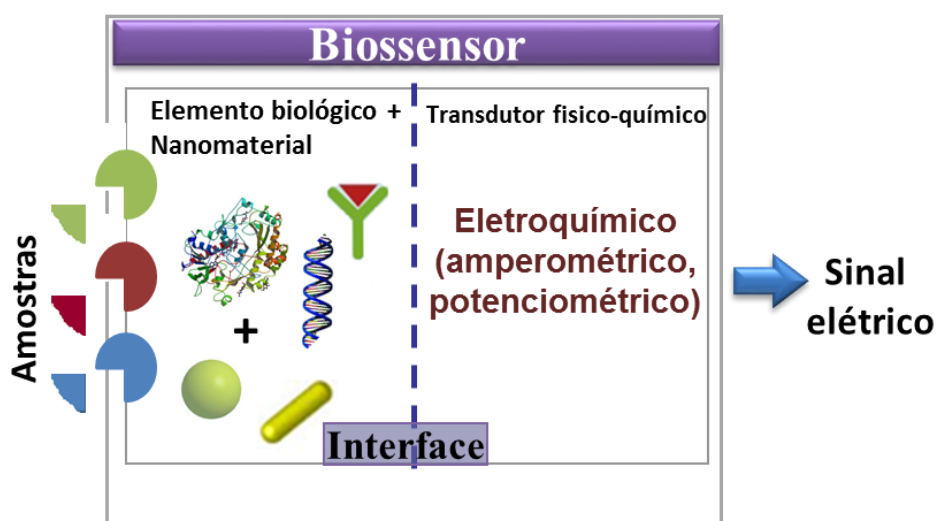 Biossensor
Elemento biológico +
Nanomaterial
Transdutor fisico-químico
Amostras
+
Eletroquímico
(amperométrico,
potenciométrico)
Sinal
elétrico
Interface